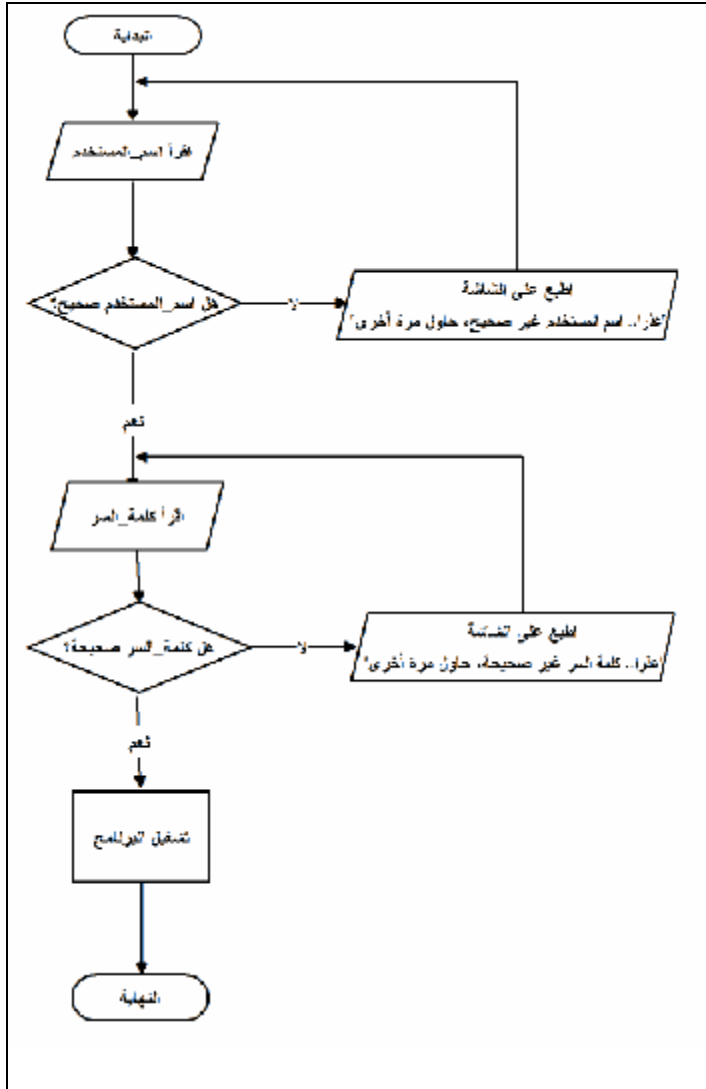 البداية
اقرأ اسم_المستخدم
هل اسم_المستخدم صحيح؟
لا
اطبع على الشاشة
"عذرا.. اسم المستخدم غير صحيح، حاول مرة أخرى"
نعم
اقرأ كلمة_السر
هل كلمة_السر صحيحة؟
لا
اطبع على الشاشة
"عذرا.. كلمة السر غير صحيحة، حاول مرة أخرى"
نعم
تشغيل البرنامج
النهاية